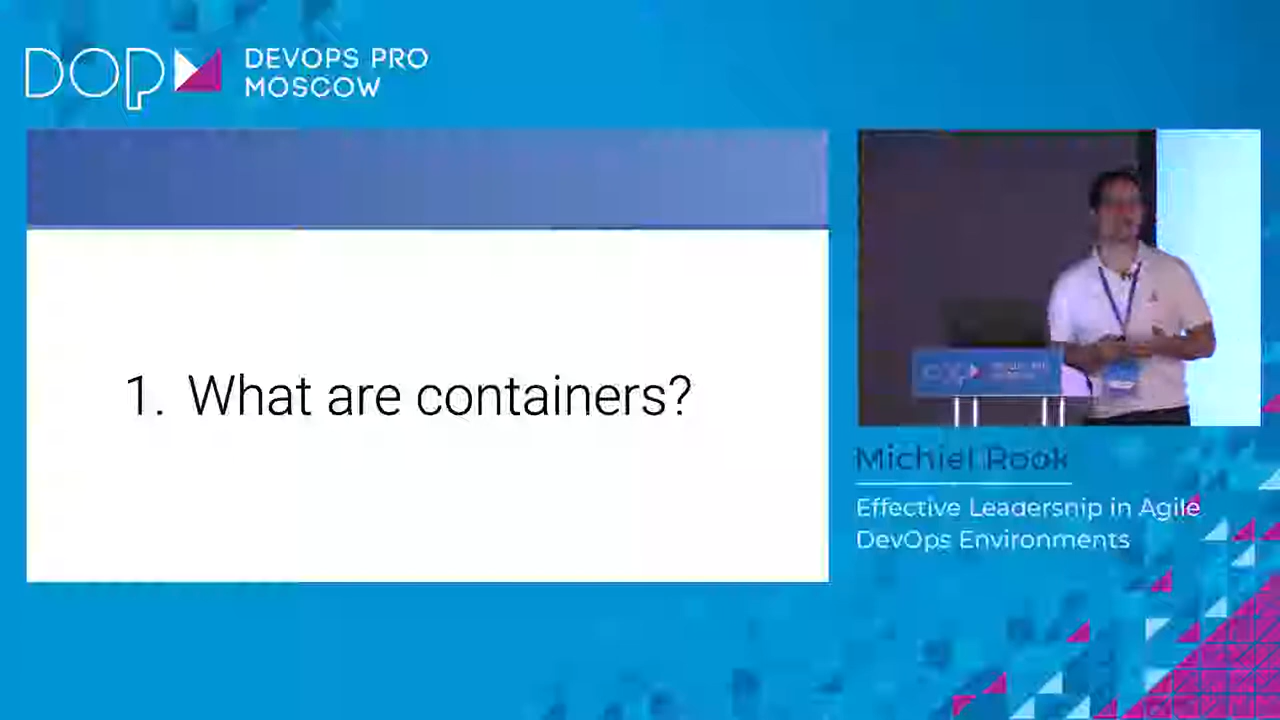 DOP
DEVOPS PRO
MOSCOW
1. What are containers?
Michiel Rook
Effective Leadership in Agile
DevOps Environments